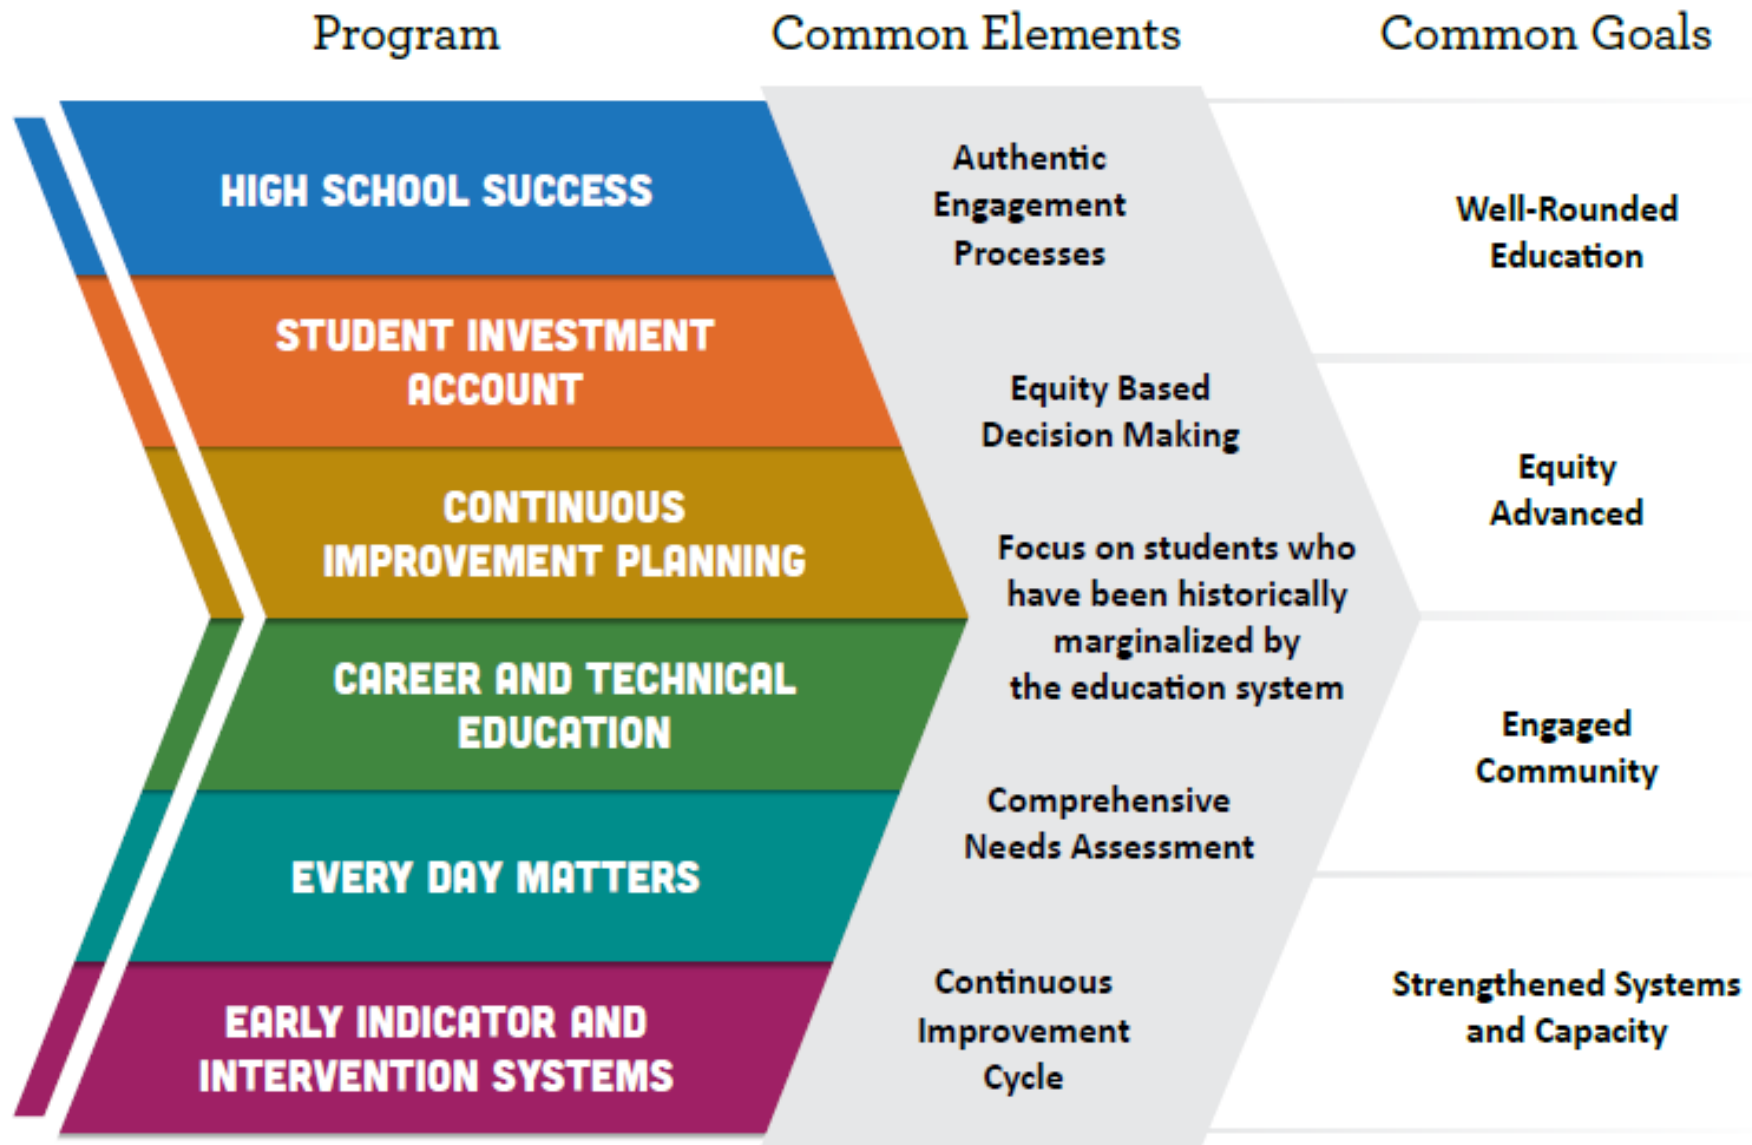 Program
Common Elements
Common Goals
HIGH SCHOOL SUCCESS
STUDENT INVESTMENT
ACCOUNT
CONTINUOUS
IMPROVEMENT PLANNING
CAREER AND TECHNICAL
EDUCATION
EVERY DAY MATTERS
EARLY INDICATOR AND
INTERVENTION SYSTEMS
Authentic
Engagement
Processes
Equity Based
Decision Making
Focus on students who
have been historically
marginalized by
the education system
Comprehensive
Needs Assessment
Continuous
Improvement
Cycle
Well-Rounded
Education
Equity
Advanced
Engaged
Community
Strengthened Systems
and Capacity